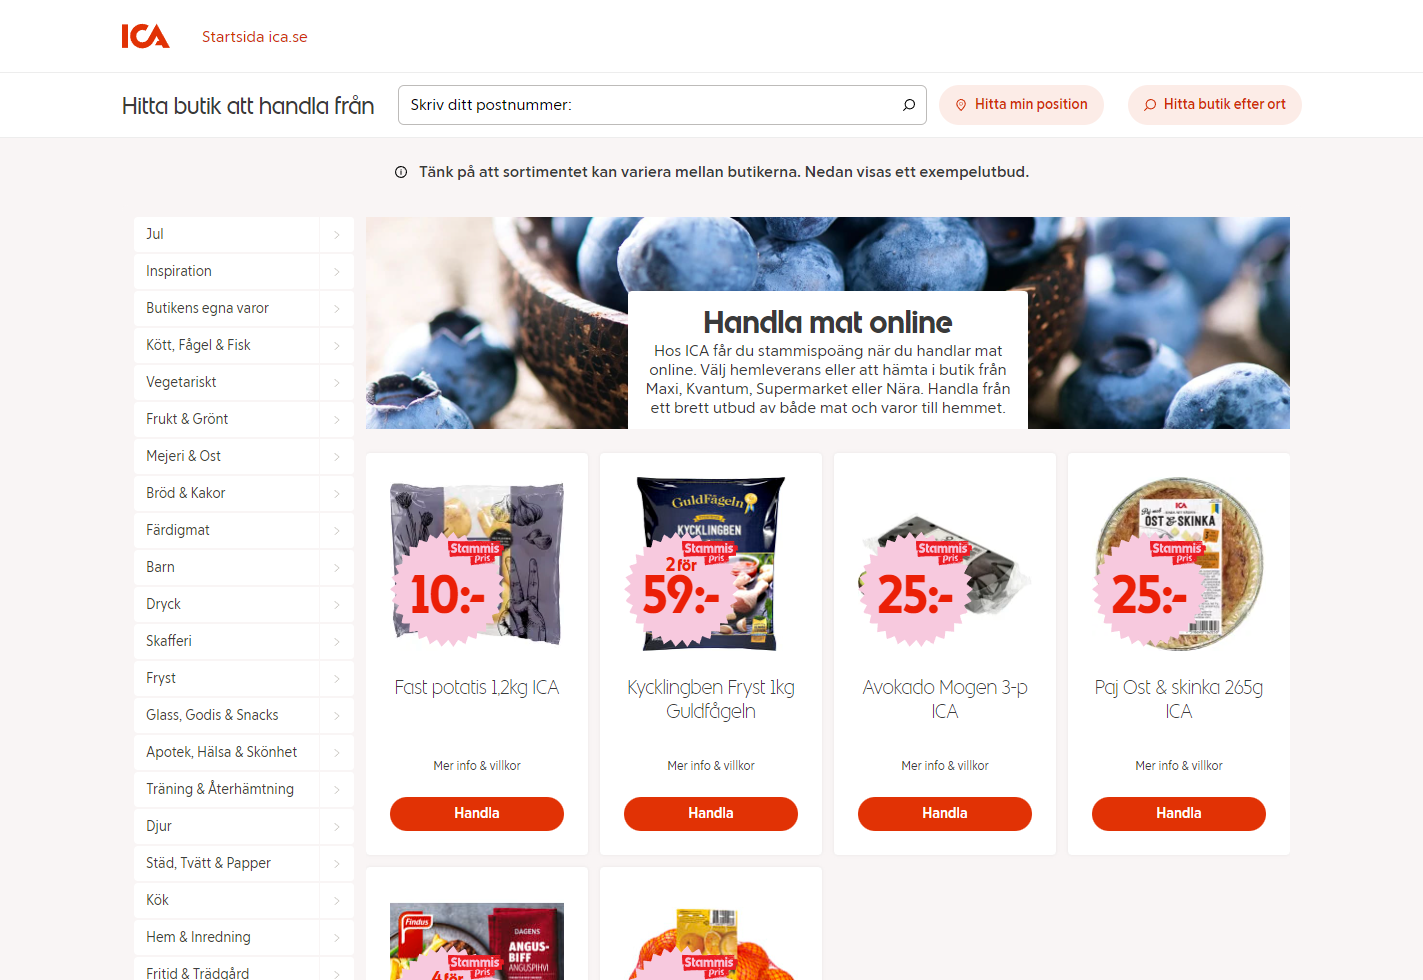 ICA
Startsida ica.se
Hitta butik att handla från
Skriv ditt postnummer:
Hitta min position
Hitta butik efter ort
Tänk på att sortimentet kan variera mellan butikerna. Nedan visas ett exempelutbud.
Jul
Inspiration
Butikens egna varor
Kött, Fågel & Fisk
Vegetariskt
Frukt & Grönt
Mejeri & Ost
Bröd & Kakor
Färdigmat
Barn
Dryck
Skafferi
Fryst
Glass, Godis & Snacks
Apotek, Hälsa & Skönhet
Träning & Återhämtning
Djur
Städ, Tvätt & Papper
Kök
Hem & Inredning
Fritid & Trädgård
Handla mat online
Hos ICA får du stammispoäng när du handlar mat
online. Välj hemleverans eller att hämta i butik från
Maxi, Kvantum, Supermarket eller Nära. Handla från
ett brett utbud av både mat och varor till hemmet.
Stammis
Pris
10:-
Fast potatis 1,2kg ICA
Mer info & villkor
Handla
GuldFågeln
KYCKLINGBEN
Stammis
Pris
2 för
59:-
Kycklingben Fryst 1kg
Guldfågeln
Mer info & villkor
Handla
Stammis
Pris
25:-
Avokado Mogen 3-p
ICA
Mer info & villkor
Handla
ICA
Paj med
OST & SKINKA
Stammis
Pris
25:-
Paj Ost & skinka 265g
ICA
Mer info & villkor
Handla
Findus
DAGENS
ANGUS-
BIFF
ANGUSPIHVI
Stammis
Pris
4 för
Stammis
Pris